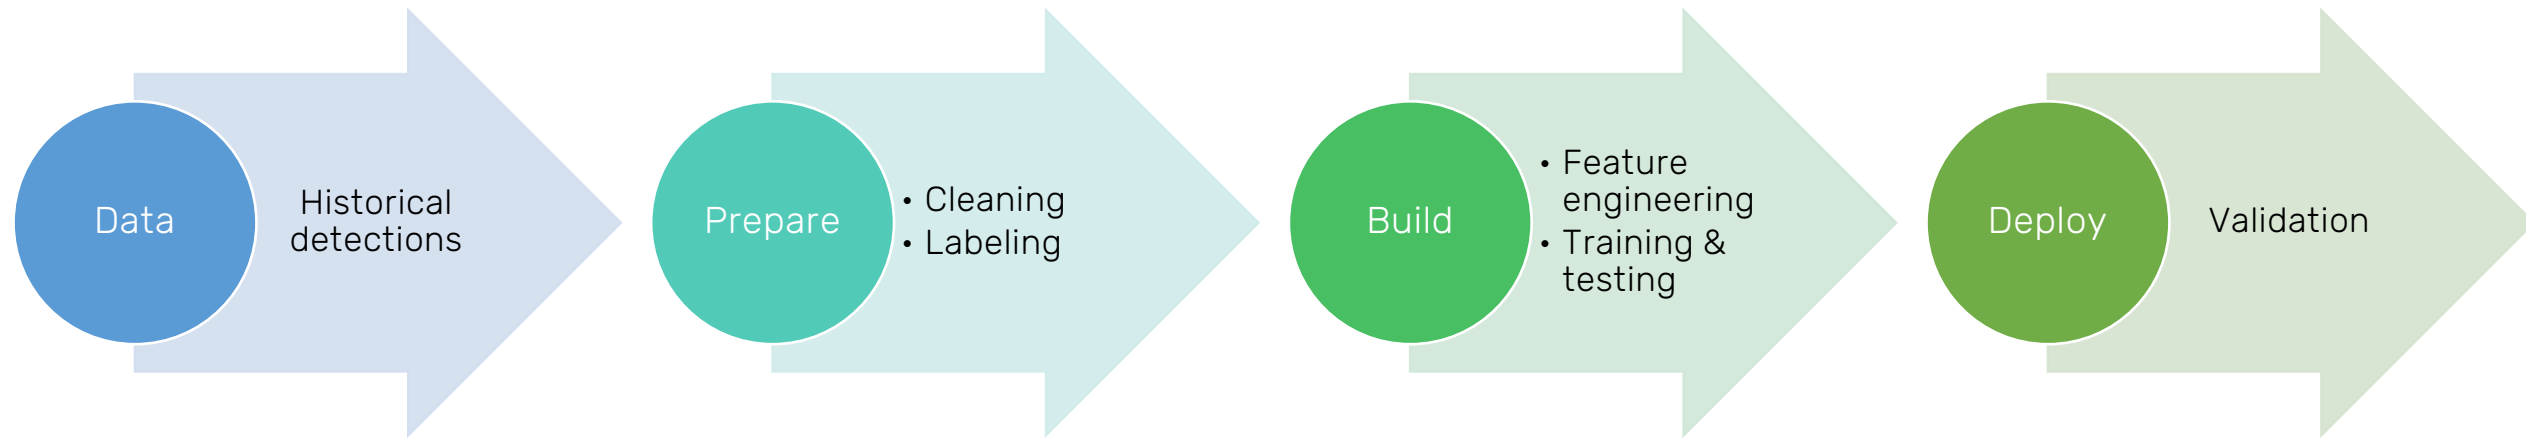 Data
Historical
detections
Prepare
• Cleaning
• Labeling
Build
• Feature
engineering
• Training &
testing
Deploy
Validation